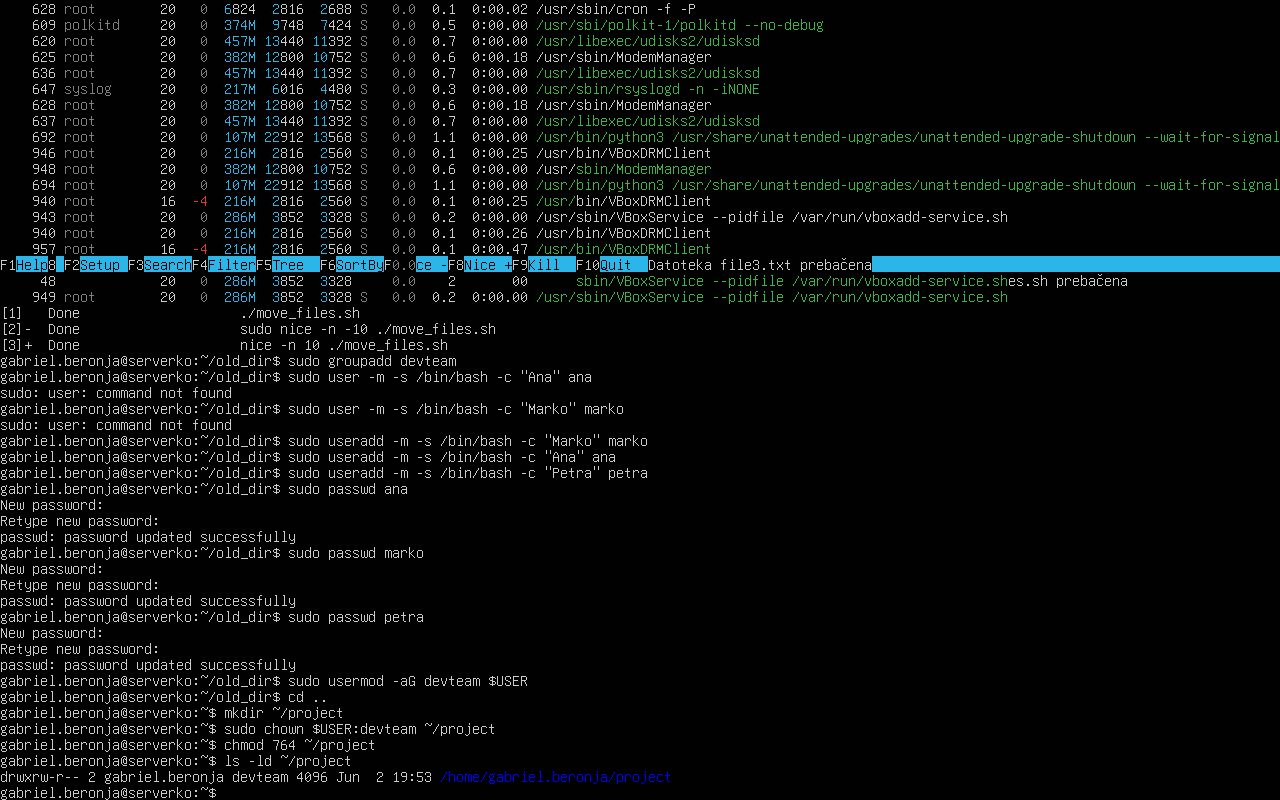 628 root 20 0 6824 2816 2688 S 0.0 0.1 0:00.02 /usr/sbin/cron -f -P
609 polkitd 20 0 374M 9748 7424 S 0.0 0.5 0:00.00 /usr/sbi/polkit-1/polkitd --no-debug
620 root 20 0 457M 13440 11392 S 0.0 0.7 0:00.00 /usr/libexec/udisks2/udisksd
625 root 20 0 382M 12800 10752 S 0.0 0.6 0:00.18 /usr/sbin/ModemManager
636 root 20 0 457M 13440 11392 S 0.0 0.7 0:00.00 /usr/libexec/udisks2/udisksd
647 syslog 20 0 217M 6016 4480 S 0.0 0.3 0:00.00 /usr/sbin/rsyslogd -n -iNONE
628 root 20 0 382M 12800 10752 S 0.0 0.6 0:00.18 /usr/sbin/ModemManager
637 root 20 0 457M 13440 11392 S 0.0 0.7 0:00.00 /usr/libexec/udisks2/udisksd
692 root 20 0 107M 22912 13568 S 0.0 1.1 0:00.00 /usr/bin/python3 /usr/share/unattended-upgrades/unattended-upgrade-shutdown --wait-for-signal
946 root 20 0 216M 2816 2560 S 0.0 0.1 0:00.25 /usr/bin/VBoxDRMClient
948 root 20 0 382M 12800 10752 S 0.0 0.6 0:00.00 /usr/sbin/ModemManager
694 root 20 0 107M 22912 13568 S 0.0 1.1 0:00.00 /usr/bin/python3 /usr/share/unattended-upgrades/unattended-upgrade-shutdown --wait-for-signal
940 root 16 -4 216M 2816 2560 S 0.0 0.1 0:00.25 /usr/bin/VBoxDRMClient
943 root 20 0 286M 3852 3328 S 0.0 0.2 0:00.00 /usr/sbin/VBoxService --pidfile /var/run/vboxadd-service.sh
940 root 20 0 216M 2816 2560 S 0.0 0.1 0:00.26 /usr/bin/VBoxDRMClient
957 root 16 -4 216M 2816 2560 S 0.0 0.1 0:00.47 /usr/bin/VBoxDRMClient
F1Help8 F2Setup F3SearchF4FilterF5Tree F6SortByF0.0ce -F8Nice +F9Kill F10Quit Datoteka file3.txt prebačena
48 20 0 286M 3852 3328 0.0 2 00 sbin/VBoxService --pidfile /var/run/vboxadd-service.shes.sh prebačena
949 root 20 0 286M 3852 3328 S 0.0 0.2 0:00.00 /usr/sbin/VBoxService --pidfile /var/run/vboxadd-service.sh
[1] Done ./move_files.sh
[2]- Done sudo nice -n -10 ./move_files.sh
[3]+ Done nice -n 10 ./move_files.sh
gabriel.beronja@serverko:~/old_dir$ sudo groupadd devteam
gabriel.beronja@serverko:~/old_dir$ sudo user -m -s /bin/bash -c "Ana" ana
sudo: user: command not found
gabriel.beronja@serverko:~/old_dir$ sudo user -m -s /bin/bash -c "Marko" marko
sudo: user: command not found
gabriel.beronja@serverko:~/old_dir$ sudo useradd -m -s /bin/bash -c "Marko" marko
gabriel.beronja@serverko:~/old_dir$ sudo useradd -m -s /bin/bash -c "Ana" ana
gabriel.beronja@serverko:~/old_dir$ sudo useradd -m -s /bin/bash -c "Petra" petra
gabriel.beronja@serverko:~/old_dir$ sudo passwd ana
New password:
Retype new password:
passwd: password updated successfully
gabriel.beronja@serverko:~/old_dir$ sudo passwd marko
New password:
Retype new password:
passwd: password updated successfully
gabriel.beronja@serverko:~/old_dir$ sudo passwd petra
New password:
Retype new password:
passwd: password updated successfully
gabriel.beronja@serverko:~/old_dir$ sudo usermod -aG devteam $USER
gabriel.beronja@serverko:~/old_dir$ cd ..
gabriel.beronja@serverko:~$ mkdir ~/project
gabriel.beronja@serverko:~$ sudo chown $USER:devteam ~/project
gabriel.beronja@serverko:~$ chmod 764 ~/project
gabriel.beronja@serverko:~$ ls -ld ~/project
drwxrw-r-- 2 gabriel.beronja devteam 4096 Jun 2 19:53 /home/gabriel.beronja/project
gabriel.beronja@serverko:~$